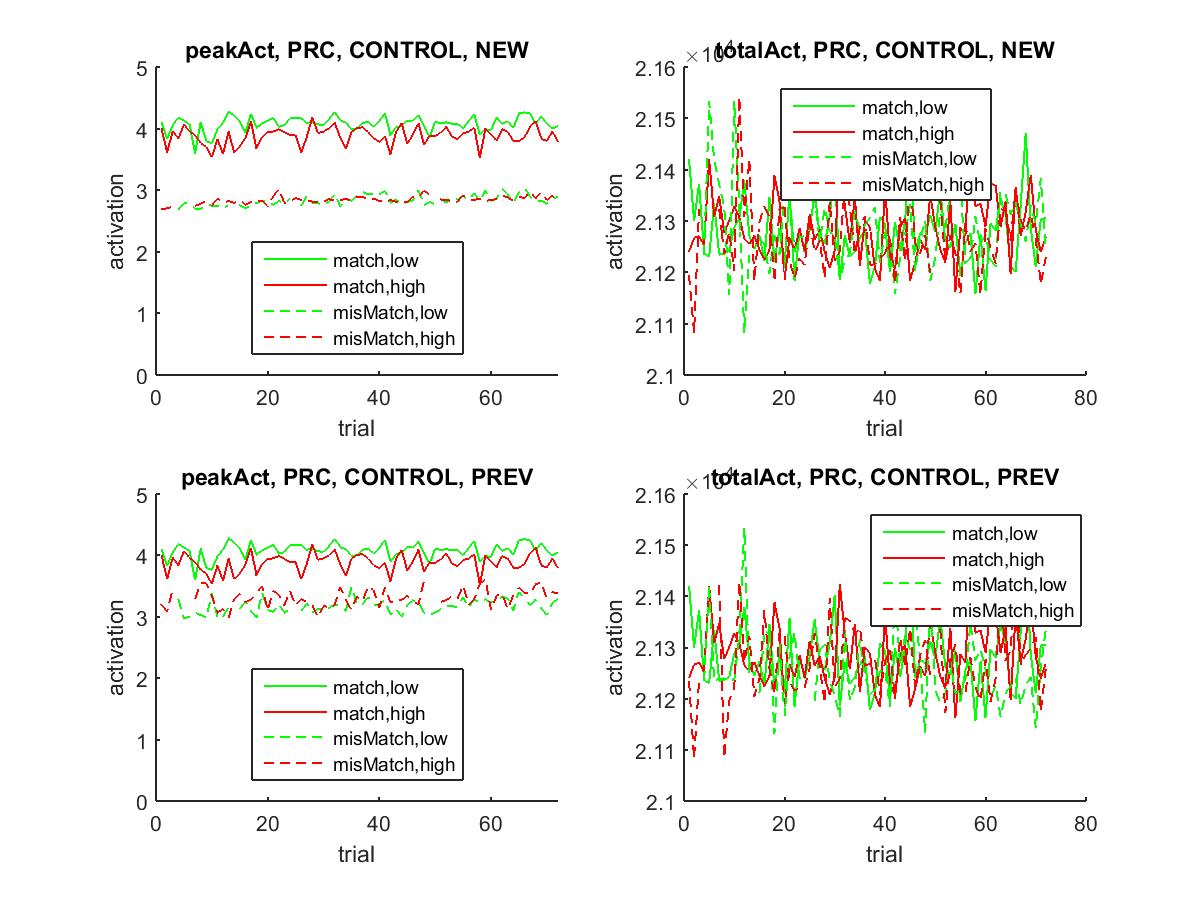 peakAct, PRC, CONTROL, NEW
5
4
3
2
1
0
activation
0 20 40 60
trial
match,low
match,high
misMatch,low
misMatch,high
×10^4
totalAct, PRC, CONTROL, NEW
2.16
2.15
2.14
2.13
2.12
2.11
2.1
activation
0 20 40 60 80
trial
match,low
match,high
misMatch,low
misMatch,high
peakAct, PRC, CONTROL, PREV
5
4
3
2
1
0
activation
0 20 40 60
trial
match,low
match,high
misMatch,low
misMatch,high
×10^4
totalAct, PRC, CONTROL, PREV
2.16
2.15
2.14
2.13
2.12
2.11
2.1
activation
0 20 40 60 80
trial
match,low
match,high
misMatch,low
misMatch,high